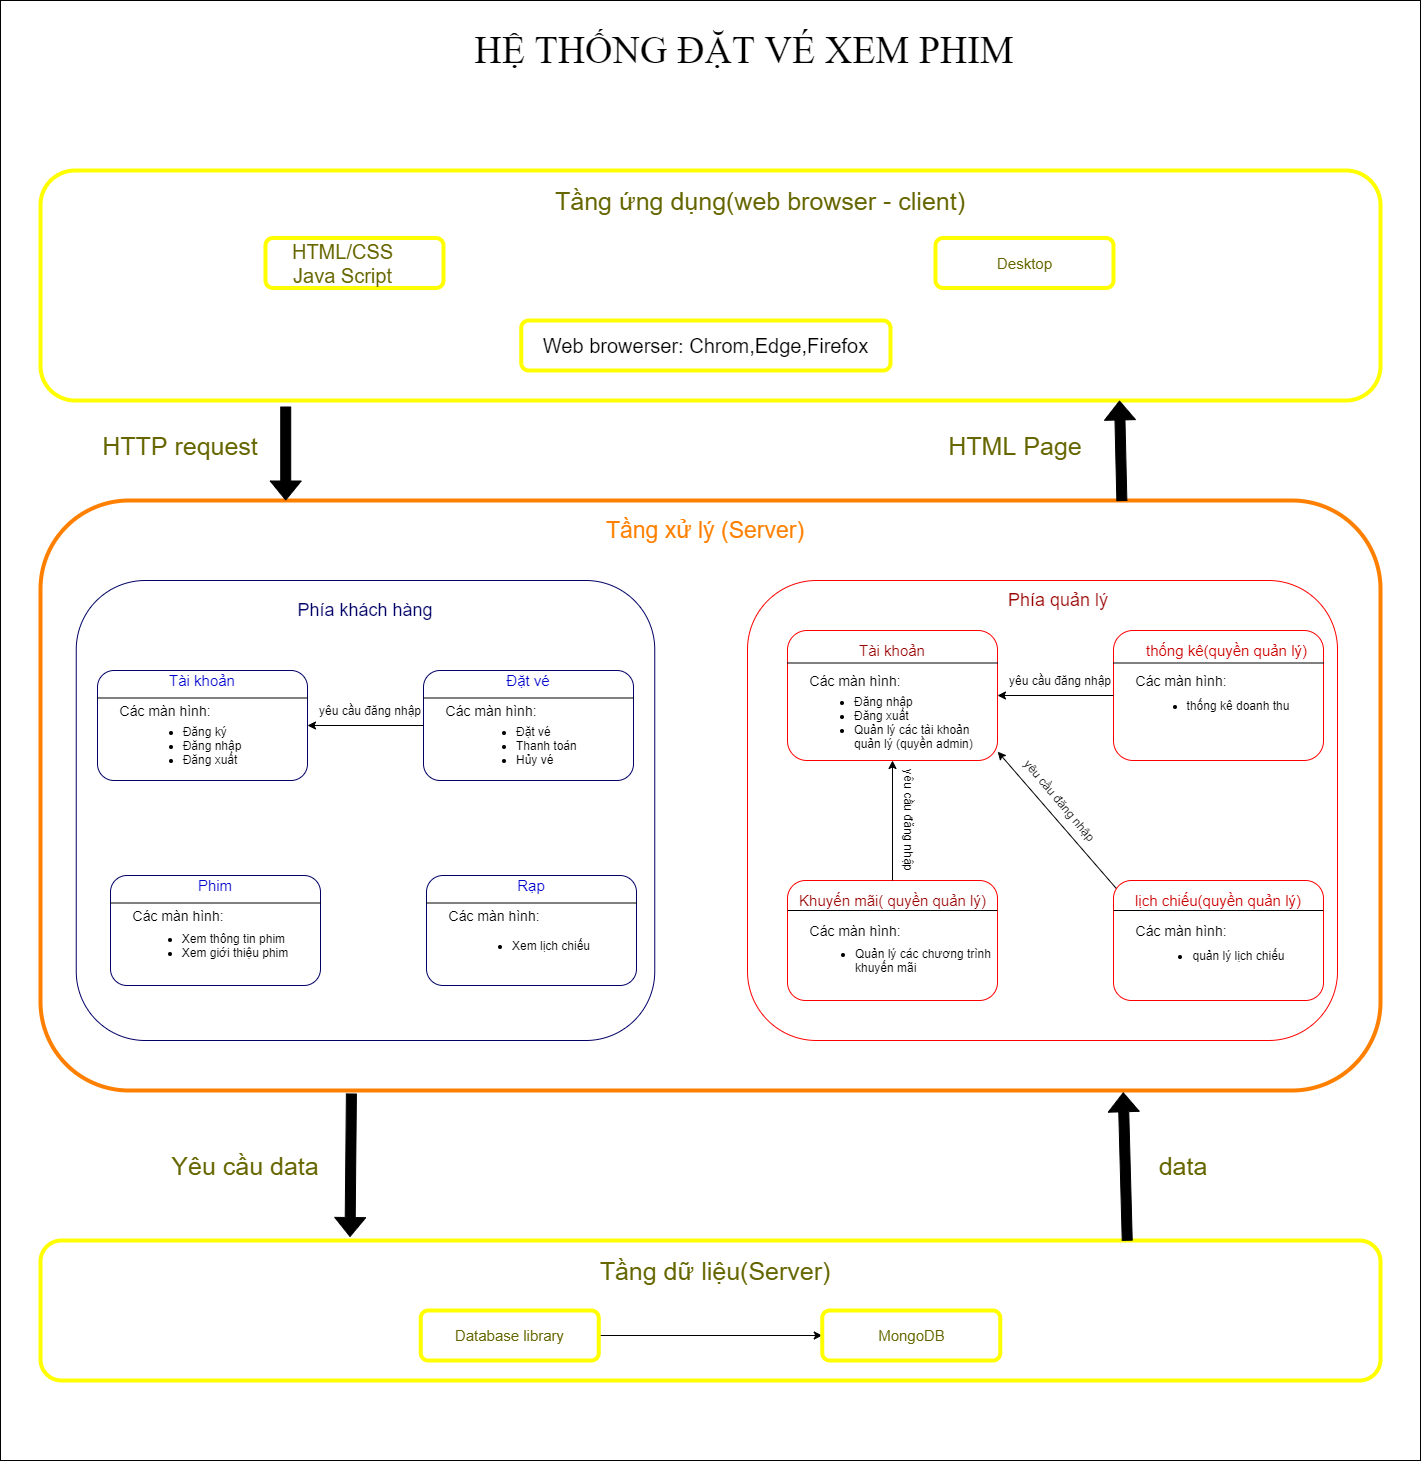 HỆ THỐNG ĐẶT VÉ XEM PHIM
Tầng ứng dụng(web browser - client)
HTML/CSS
Java Script
Desktop
Web browerser: Chrom,Edge,Firefox
HTTP request
HTML Page
Tầng xử lý (Server)
Phía khách hàng
Tài khoản
Các màn hình:
Đăng ký
Đăng nhập
Đăng xuất
yêu cầu đăng nhập
Đặt vé
Các màn hình:
Đặt vé
Thanh toán
Hủy vé
Phim
Các màn hình:
Xem thông tin phim
Xem giới thiệu phim
Rạp
Các màn hình:
Xem lịch chiếu
Phía quản lý
Tài khoản
Các màn hình:
Đăng nhập
Đăng xuất
Quản lý các tài khoản
quản lý (quyền admin)
yêu cầu đăng nhập
thống kê(quyền quản lý)
Các màn hình:
thống kê doanh thu
yêu cầu đăng nhập
yêu cầu đăng nhập
Khuyến mãi( quyền quản lý)
Các màn hình:
Quản lý các chương trình
khuyến mãi
lịch chiếu(quyền quản lý)
Các màn hình:
quản lý lịch chiếu
Yêu cầu data
data
Tầng dữ liệu(Server)
Database library
MongoDB